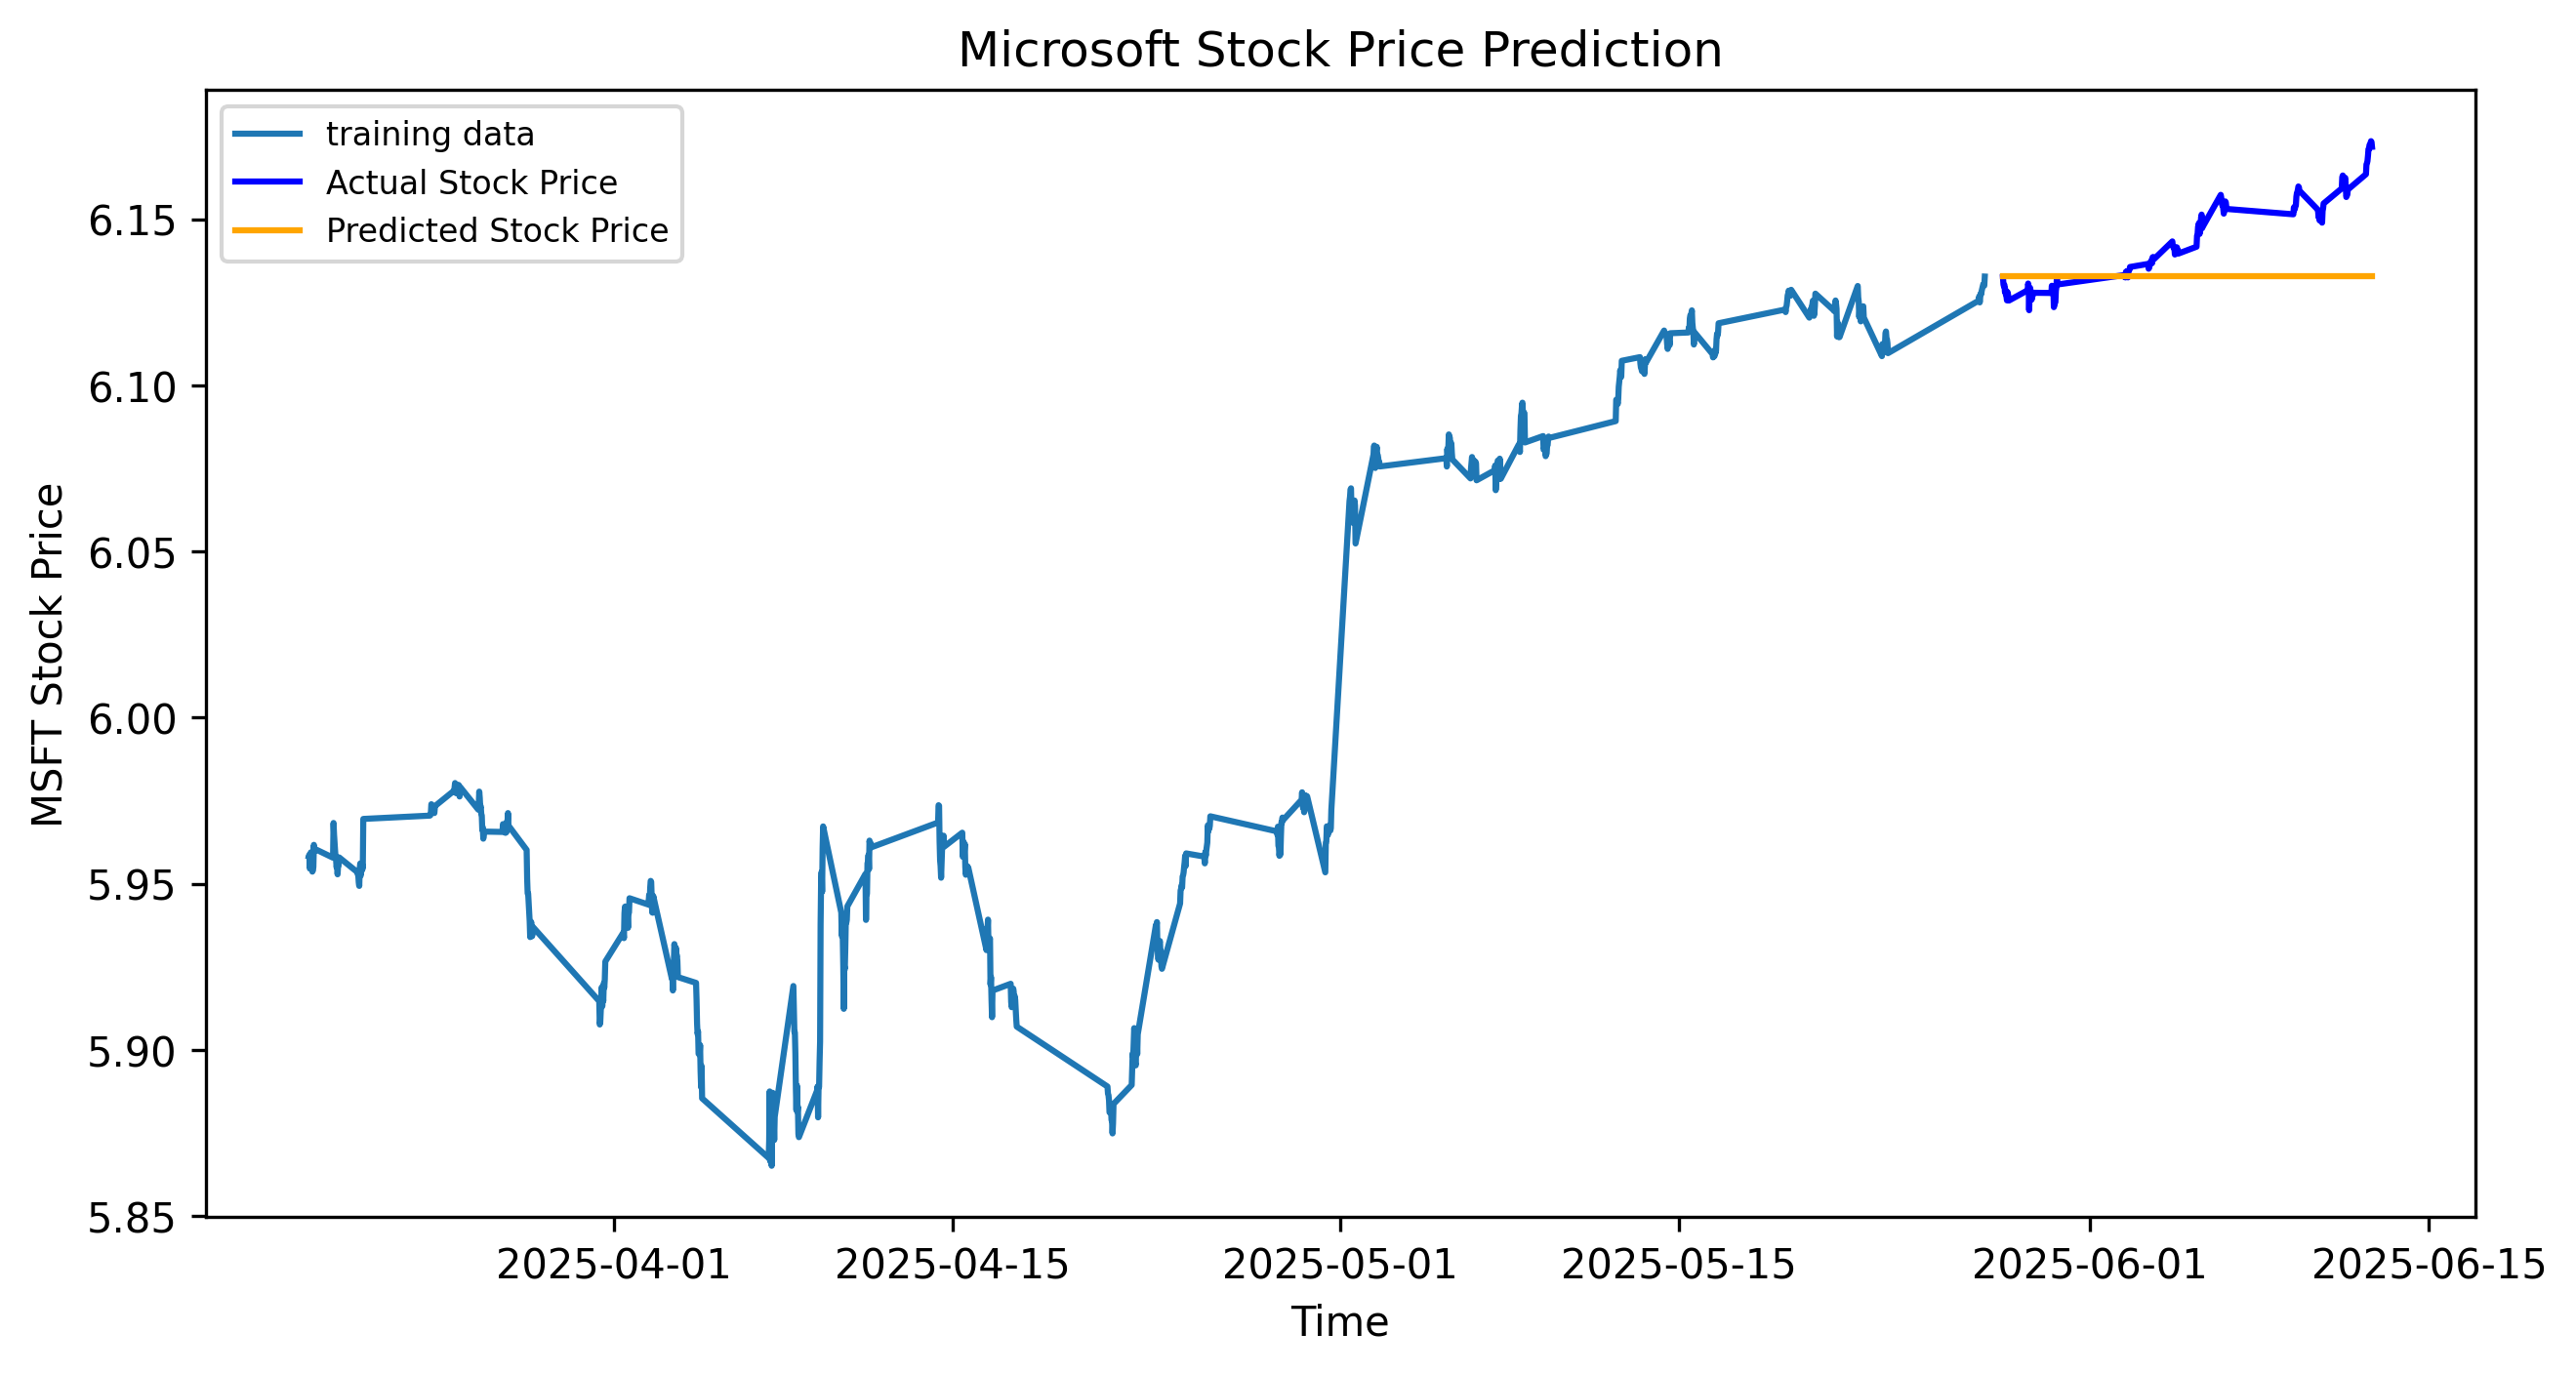 Microsoft Stock Price Prediction
training data
Actual Stock Price
Predicted Stock Price
MSFT Stock Price
6.15
6.10
6.05
6.00
5.95
5.90
5.85
2025-04-01 2025-04-15 2025-05-01 2025-05-15 2025-06-01 2025-06-15
Time